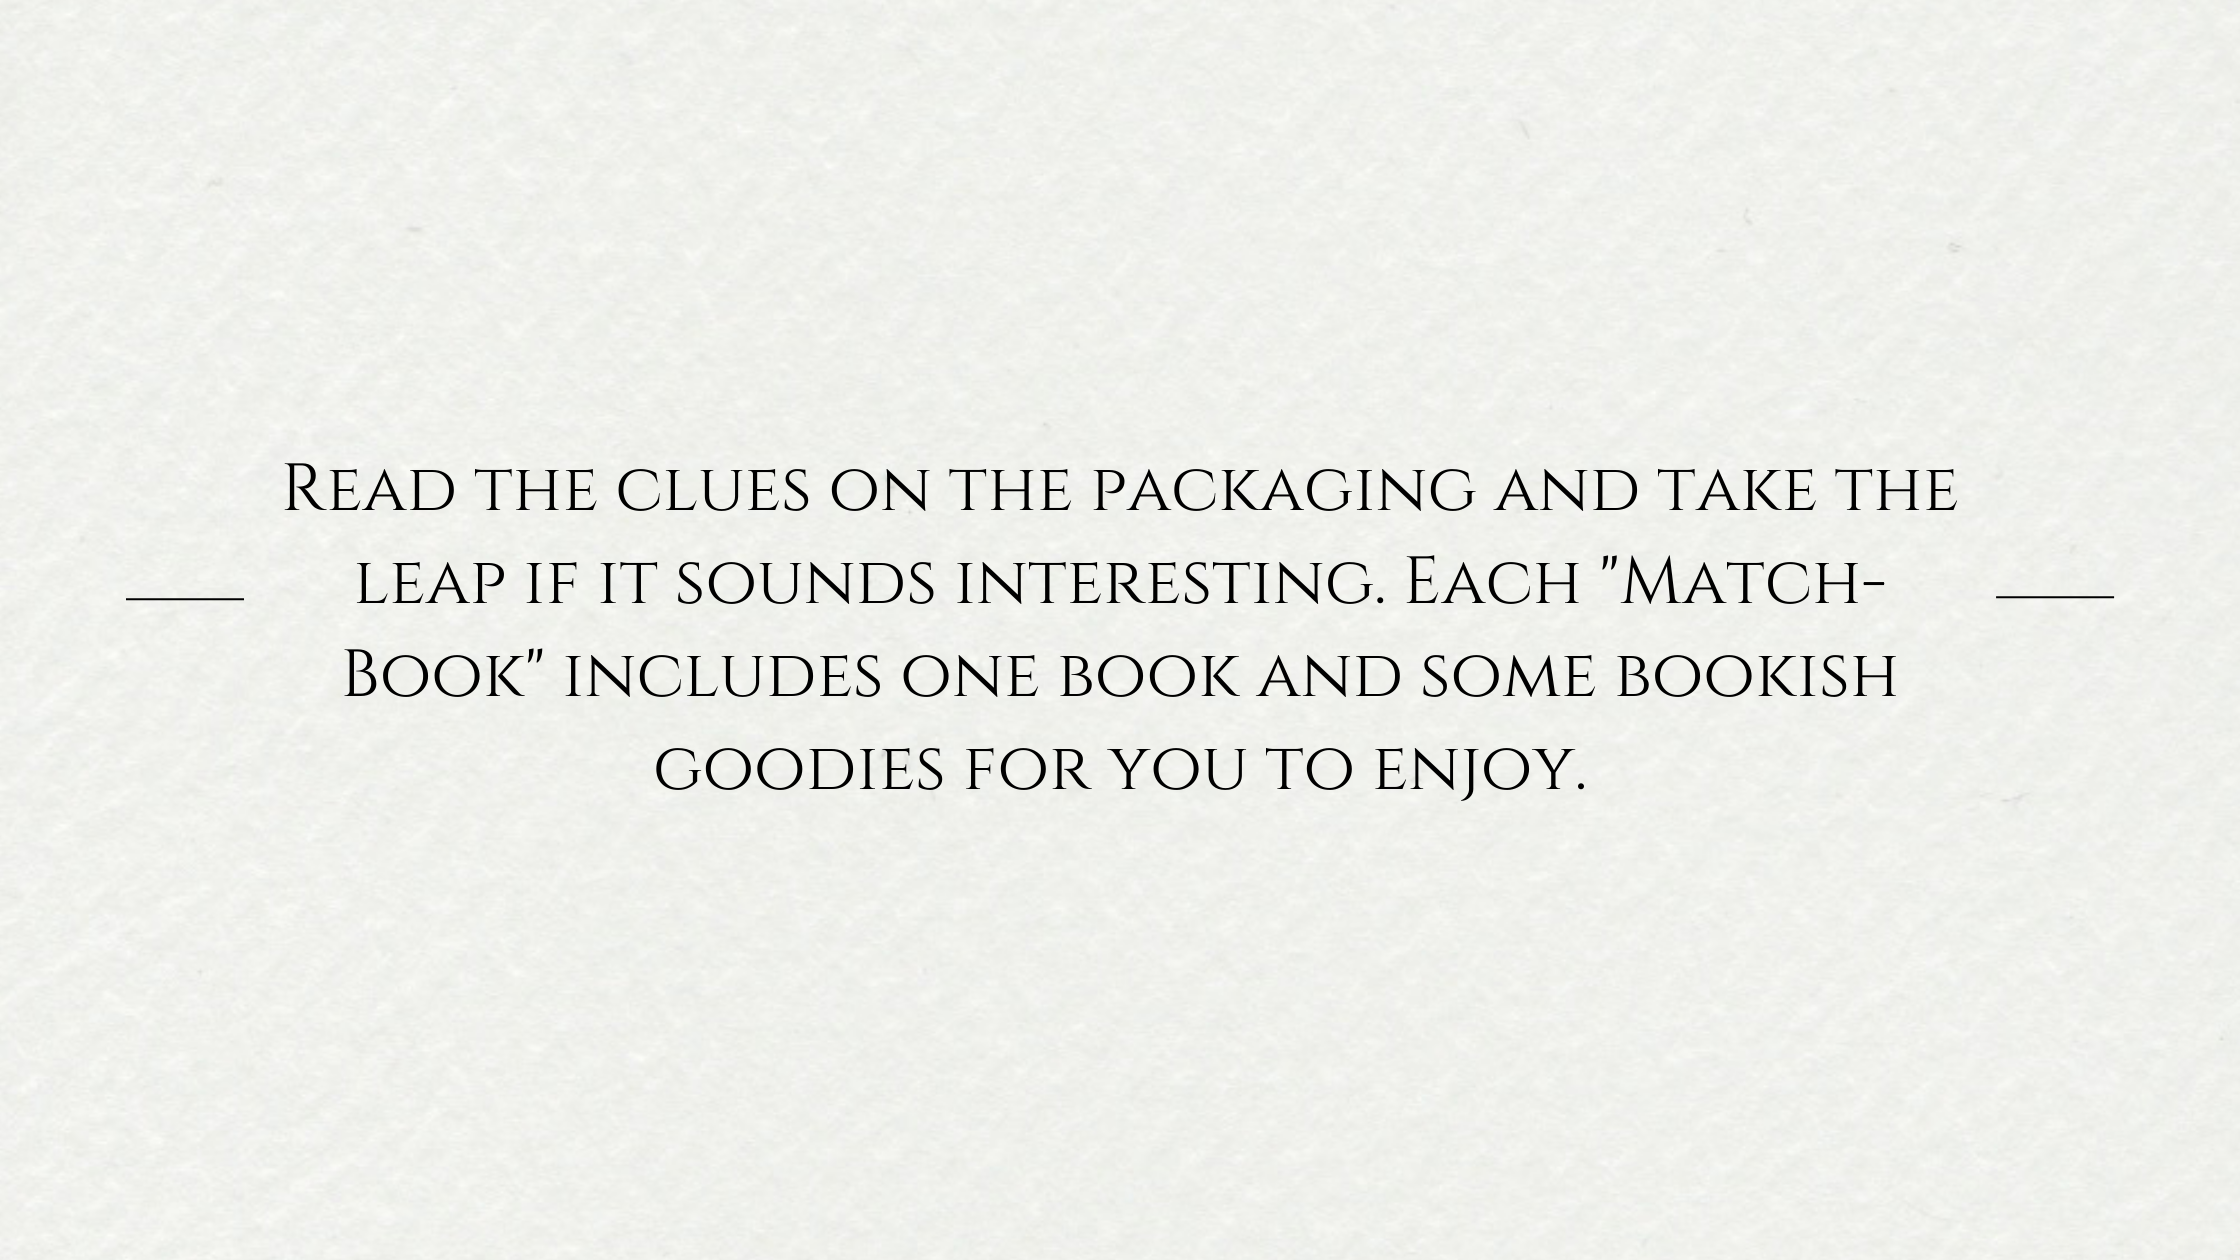 Read the clues on the packaging and take the
leap if it sounds interesting. Each "Match-
Book" includes one book and some bookish
goodies for you to enjoy.